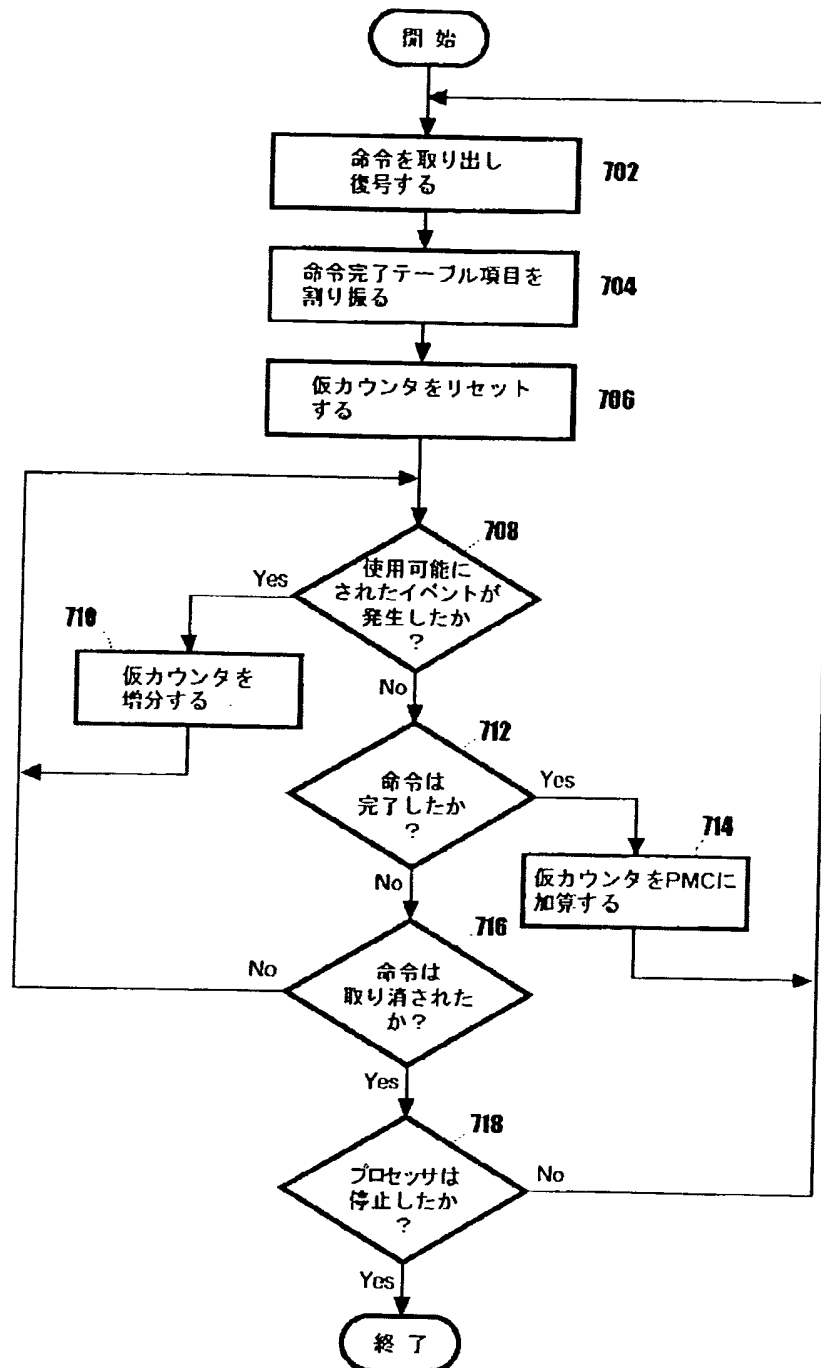 開 始
命令を取り出し
復号する
702
命令完了テーブル項目を
割り振る
704
仮カウンタをリセット
する
706
708
使用可能に
されたイベントが
発生したか
?
Yes
710
仮カウンタを
増分する
No
712
命令は
完了したか
?
Yes
714
仮カウンタをPMCに
加算する
No
716
命令は
取り消された
か?
No
Yes
718
プロセッサは
停止したか
?
No
Yes
終 了